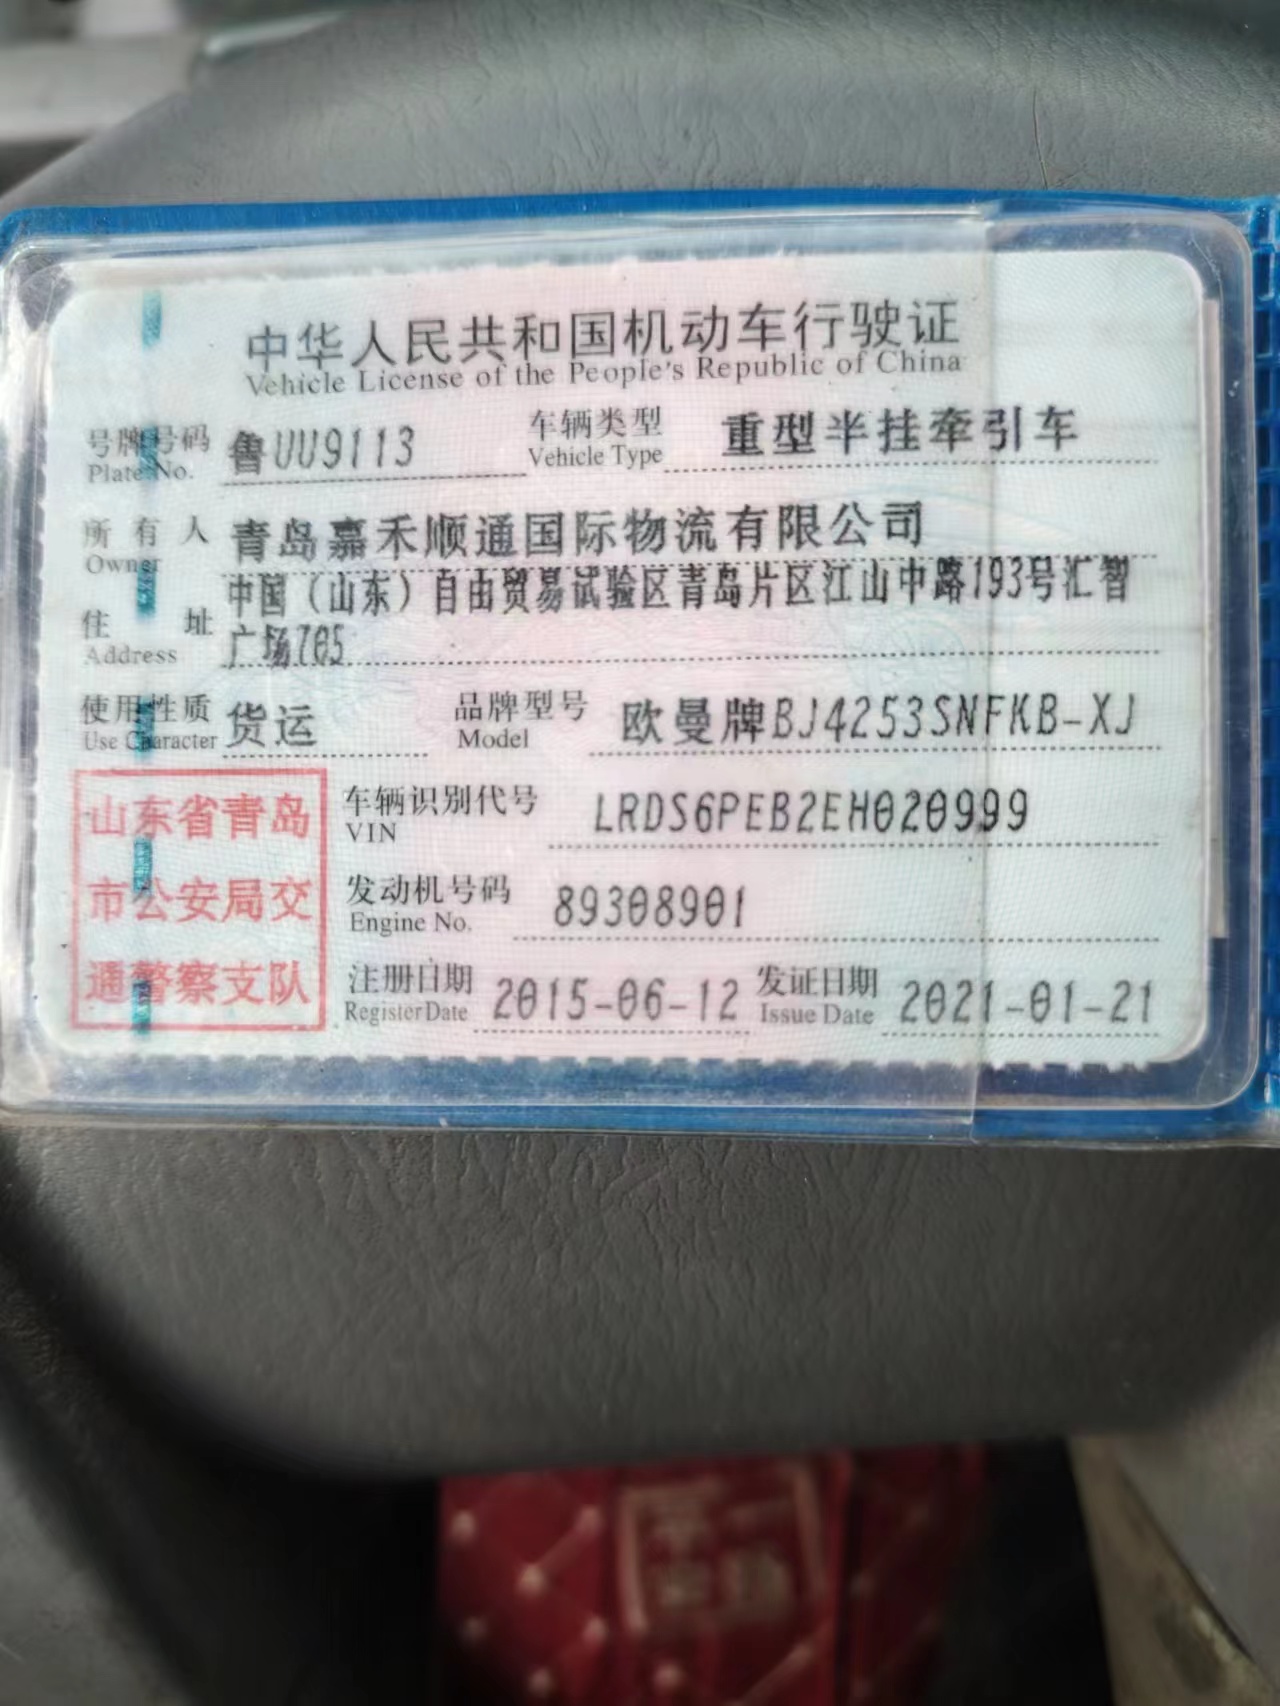 中华人民共和国机动车行驶证
Vehicle License of the People's Republic of China
号牌号码 鲁UU9113 车辆类型 重型半挂牵引车
Plate No. Vehicle Type
所有人 青岛嘉禾顺通国际物流有限公司
Owner
住址 中国（山东）自由贸易试验区青岛片区江山中路193号汇智
Address 广场705
使用性质 货运 品牌型号 欧曼牌BJ4253SNFKB-XJ
Use Character Model
山东省青岛
市公安局交
通警察支队
车辆识别代号 LRDS6PEB2EH020999
VIN
发动机号码 89308901
Engine No.
注册日期 2015-06-12 发证日期 2021-01-21
Register Date Issue Date